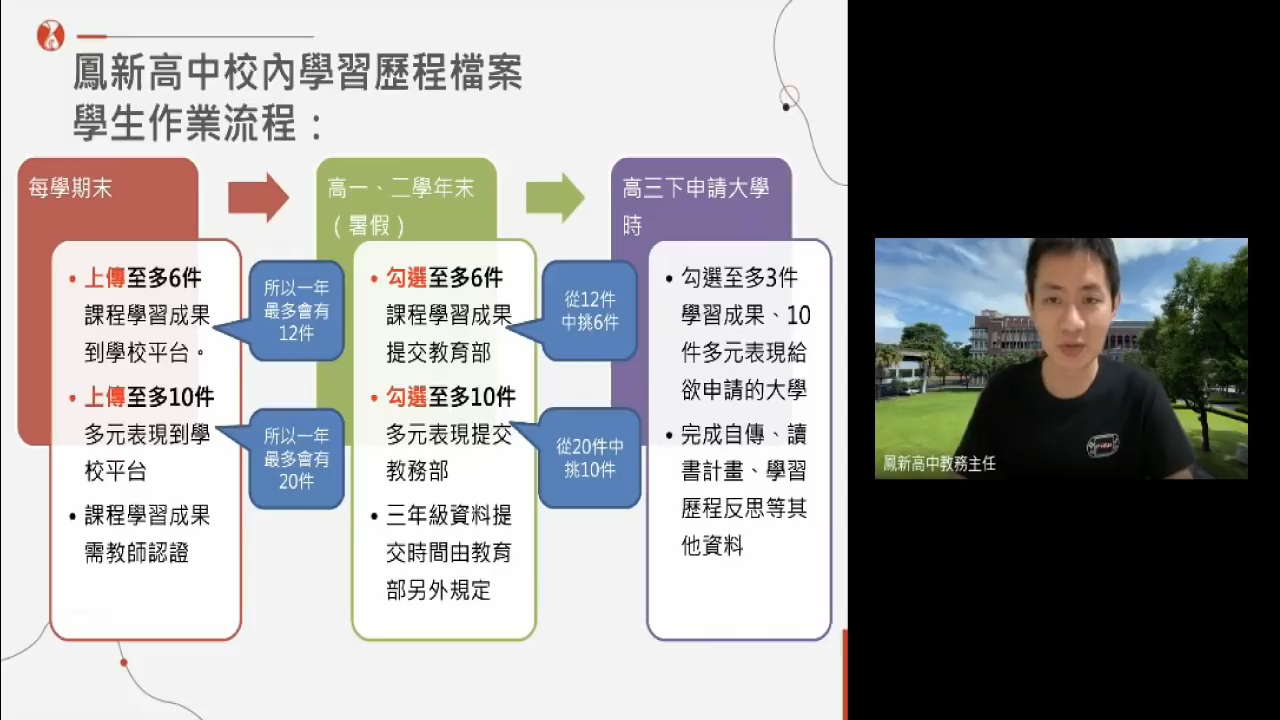 鳳新高中校內學習歷程檔案
學生作業流程：
每學期末
• 上傳至多6件
課程學習成果
到學校平台。
• 上傳至多10件
多元表現到學
校平台
• 課程學習成果
需教師認證
所以一年
最多會有
12件
所以一年
最多會有
20件
高一、二學年末
（暑假）
• 勾選至多6件
課程學習成果
提交教育部
• 勾選至多10件
多元表現提交
教務部
• 三年級資料提
交時間由教育
部另外規定
從12件
中挑6件
從20件中
挑10件
高三下申請大學
時
• 勾選至多3件
學習成果、10
件多元表現給
欲申請的大學
• 完成自傳、讀
書計畫、學習
歷程反思等其
他資料
鳳新高中教務主任